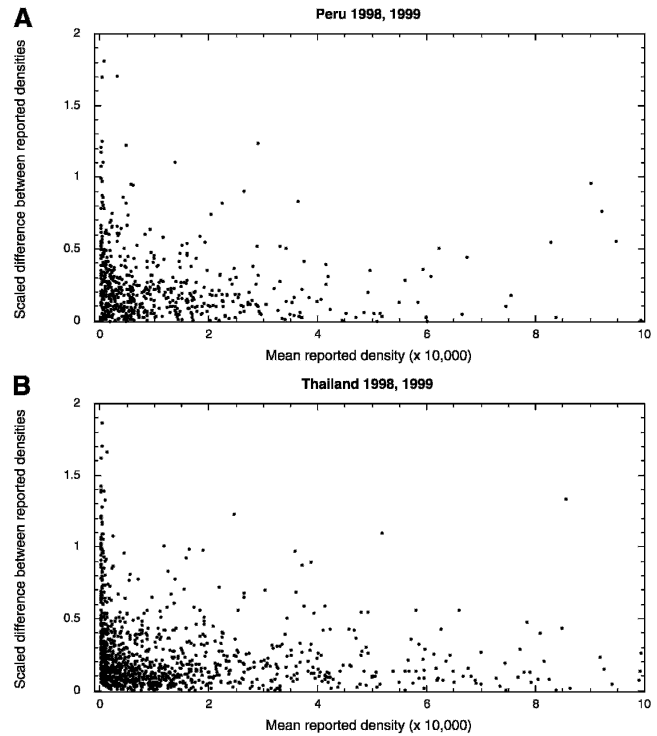 A
Peru 1998, 1999
Scaled difference between reported densities
2
1.5
1
0.5
0
0 2 4 6 8 10
Mean reported density (x 10,000)
B
Thailand 1998, 1999
Scaled difference between reported densities
2
1.5
1
0.5
0
0 2 4 6 8 10
Mean reported density (x 10,000)